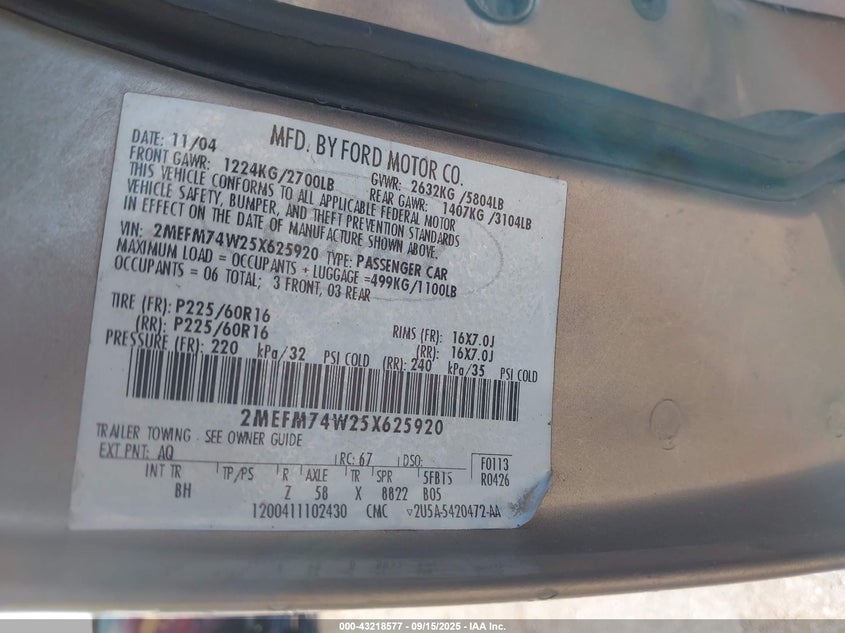 MFD. BY FORD MOTOR CO.
DATE: 11/04
FRONT GAWR: 1224KG/2700LB
GVWR: 2632KG /5804LB
REAR GAWR: 1407KG /3104LB
THIS VEHICLE CONFORMS TO ALL APPLICABLE FEDERAL MOTOR
VEHICLE SAFETY, BUMPER, AND THEFT PREVENTION STANDARDS
IN EFFECT ON THE DATE OF MANUFACTURE SHOWN ABOVE.
VIN: 2MEFM74W25X625920 TYPE: PASSENGER CAR
MAXIMUM LOAD = OCCUPANTS + LUGGAGE =499KG/1100LB
OCCUPANTS = 06 TOTAL; 3 FRONT, 03 REAR
TIRE (FR): P225/60R16 RIMS (FR): 16X7.0J
(RR): P225/60R16 (RR): 16X7.0J
PRESSURE (FR): 220 kPa/32 PSI COLD (RR): 240 kPa/35 PSI COLD
2MEFM74W25X625920
TRAILER TOWING - SEE OWNER GUIDE
EXT PNT: AQ RC: 67 DSO: F0113
INT TR TP/PS R AXLE TR SPR 5FBTS R0426
BH Z 58 X 8822 B05
1200411102430 CMC ▽2U5A-5420472-AA
000-43218577 - 09/15/2025 - IAA Inc.